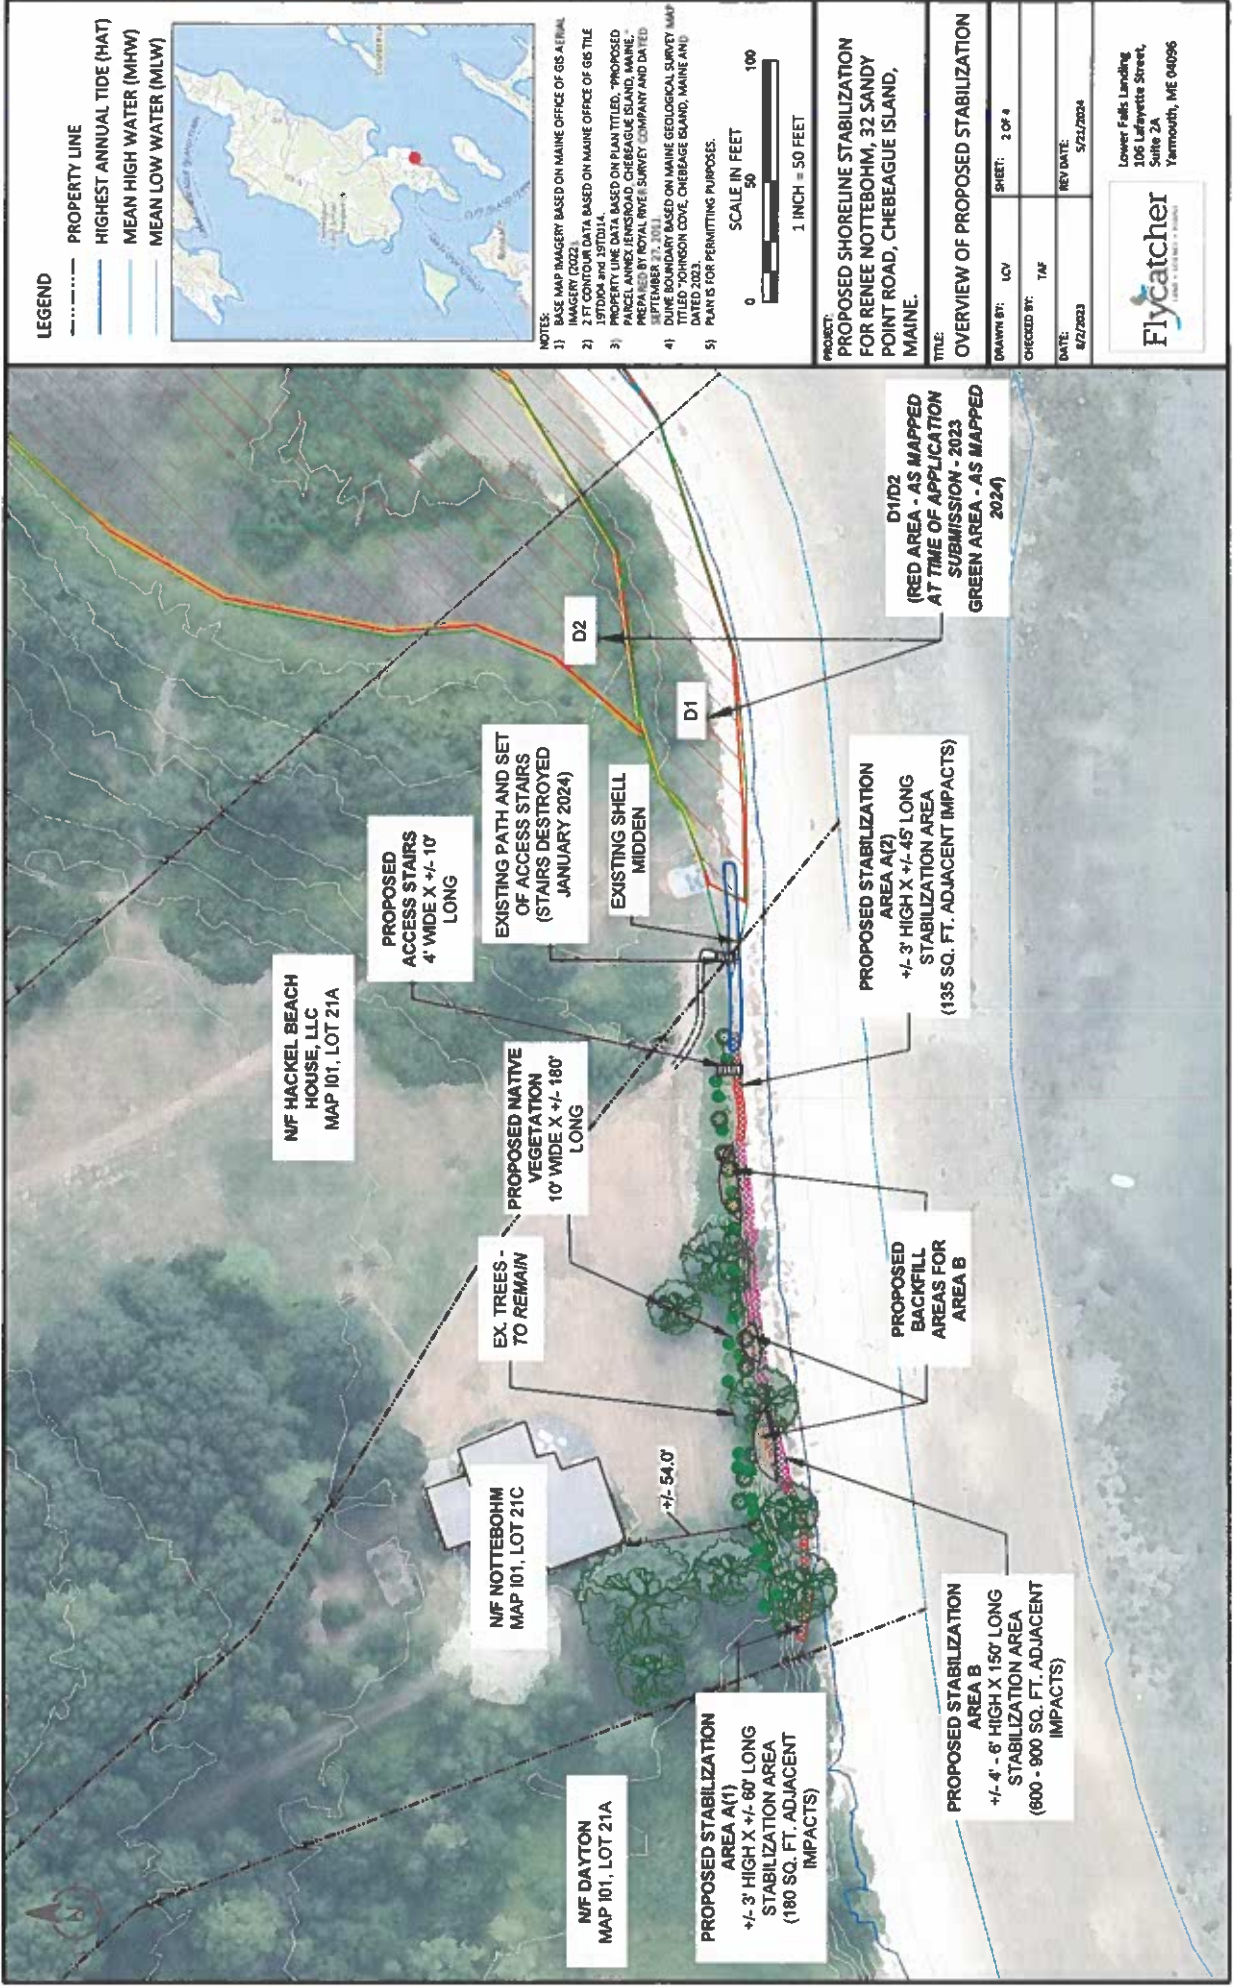 N/F HACKEL BEACH
HOUSE, LLC
MAP I01, LOT 21A
PROPOSED
ACCESS STAIRS
4' WIDE X +/- 10'
LONG
EXISTING PATH AND SET
OF ACCESS STAIRS
(STAIRS DESTROYED
JANUARY 2024)
EXISTING SHELL
MIDDEN
D2
D1
PROPOSED NATIVE
VEGETATION
10' WIDE X +/- 180'
LONG
EX. TREES -
TO REMAIN
N/F NOTTEBOHM
MAP I01, LOT 21C
+/- 54.0'
N/F DAYTON
MAP I01, LOT 21A
PROPOSED STABILIZATION
AREA A(1)
+/- 3' HIGH X +/- 60' LONG
STABILIZATION AREA
(180 SQ. FT. ADJACENT
IMPACTS)
PROPOSED STABILIZATION
AREA B
+/- 4' - 6' HIGH X 150' LONG
STABILIZATION AREA
(600 - 900 SQ. FT. ADJACENT
IMPACTS)
PROPOSED
BACKFILL
AREAS FOR
AREA B
PROPOSED STABILIZATION
AREA A(2)
+/- 3' HIGH X +/- 45' LONG
STABILIZATION AREA
(135 SQ. FT. ADJACENT IMPACTS)
D1/D2
(RED AREA - AS MAPPED
AT TIME OF APPLICATION
SUBMISSION - 2023
GREEN AREA - AS MAPPED
2024)
LEGEND
PROPERTY LINE
HIGHEST ANNUAL TIDE (HAT)
MEAN HIGH WATER (MHW)
MEAN LOW WATER (MLW)
NOTES:
1) BASE MAP IMAGERY BASED ON MAINE OFFICE OF GIS AERIAL
IMAGERY (2022).
2) 2 FT CONTOUR DATA BASED ON MAINE OFFICE OF GIS TILE
19TDJ04 and 19TDJ14.
3) PROPERTY LINE DATA BASED ON PLAN TITLED, "PROPOSED
PARCEL ANNEX JENKSROAD, CHEBEAGUE ISLAND, MAINE,"
PREPARED BY ROYAL RIVER SURVEY COMPANY AND DATED
SEPTEMBER 27, 2011.
4) DUNE BOUNDARY BASED ON MAINE GEOLOGICAL SURVEY MAP
TITLED "JOHNSON COVE, CHEBEAGE ISLAND, MAINE AND
DATED 2023.
5) PLAN IS FOR PERMITTING PURPOSES.
SCALE IN FEET
0 50 100
1 INCH = 50 FEET
PROJECT:
PROPOSED SHORELINE STABILIZATION
FOR RENEE NOTTEBOHM, 32 SANDY
POINT ROAD, CHEBEAGUE ISLAND,
MAINE.
TITLE:
OVERVIEW OF PROPOSED STABILIZATION
DRAWN BY: LCV
SHEET: 2 OF 4
CHECKED BY: TAF
DATE: 8/2/2023
REV DATE: 5/21/2024
Flycatcher
Lower Falls Landing
106 Lafayette Street,
Suite 2A
Yarmouth, ME 04096